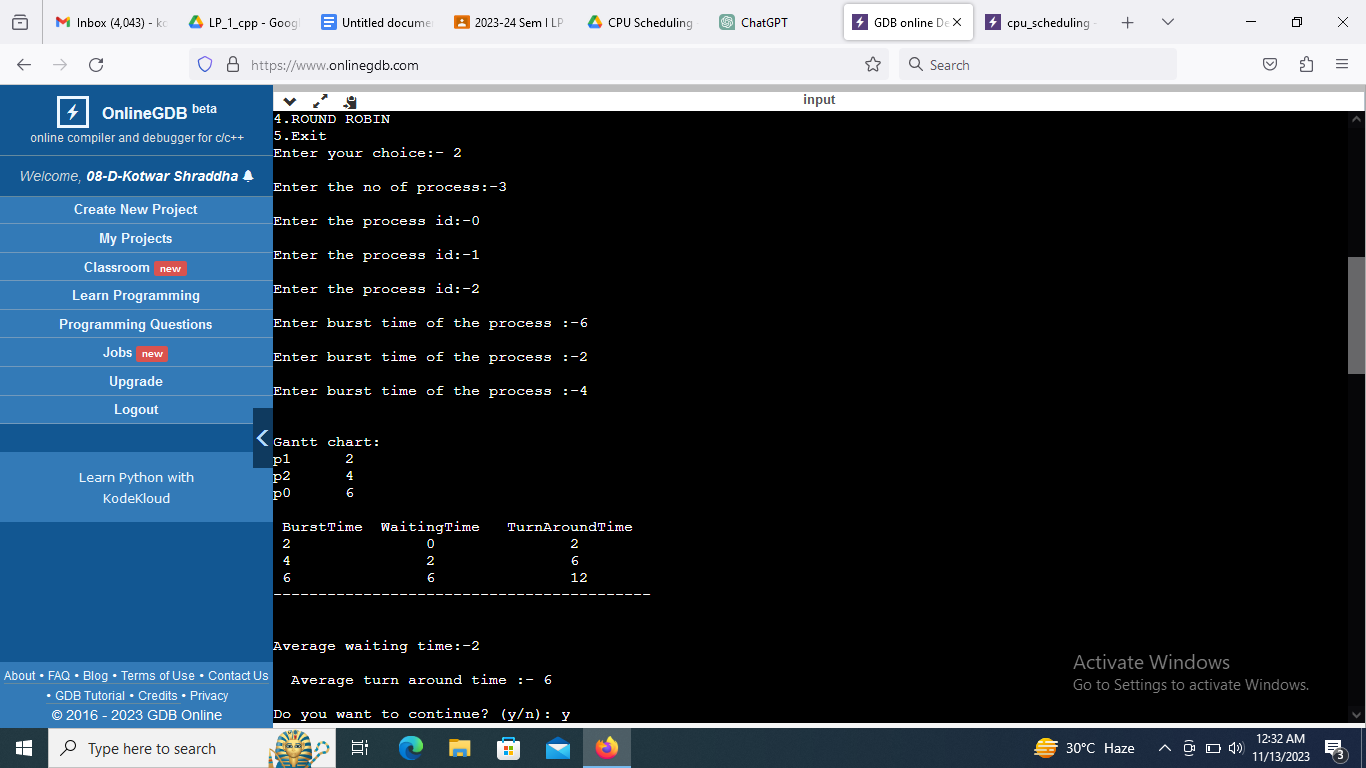 Inbox (4,043) - ko
LP_1_cpp - Googl
Untitled docume
2023-24 Sem I LP
CPU Scheduling
ChatGPT
GDB online De
cpu_scheduling -
https://www.onlinegdb.com
Search
OnlineGDB beta
online compiler and debugger for c/c++
Welcome, 08-D-Kotwar Shraddha
Create New Project
My Projects
Classroom new
Learn Programming
Programming Questions
Jobs new
Upgrade
Logout
Learn Python with
KodeKloud
About • FAQ • Blog • Terms of Use • Contact Us
• GDB Tutorial • Credits • Privacy
© 2016 - 2023 GDB Online
input
4.ROUND ROBIN
5.Exit
Enter your choice:- 2
Enter the no of process:-3
Enter the process id:-0
Enter the process id:-1
Enter the process id:-2
Enter burst time of the process :-6
Enter burst time of the process :-2
Enter burst time of the process :-4
Gantt chart:
p1 2
p2 4
p0 6
BurstTime WaitingTime TurnAroundTime
2 0 2
4 2 6
6 6 12
------------------------------------------
Average waiting time:-2
Average turn around time :- 6
Do you want to continue? (y/n): y
Activate Windows
Go to Settings to activate Windows.
Type here to search
30°C Haze
12:32 AM
11/13/2023
3